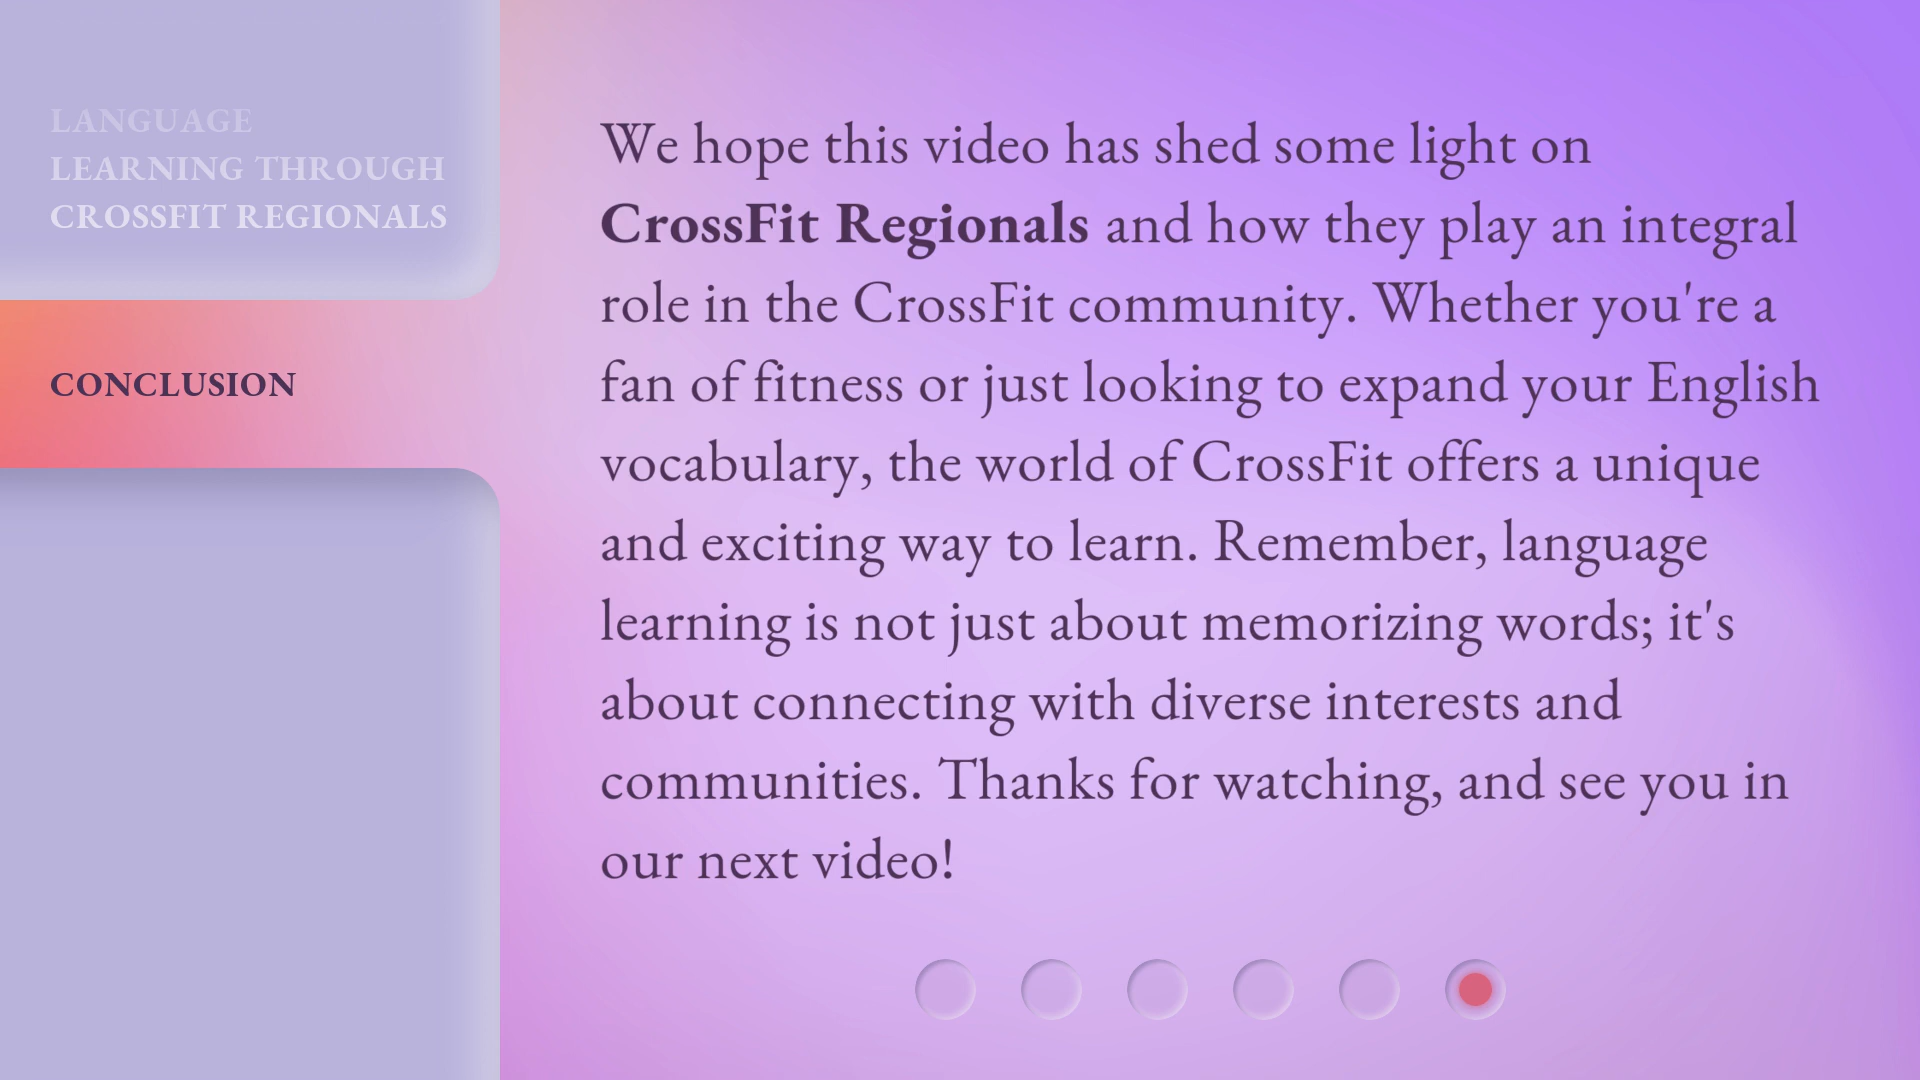 LANGUAGE
LEARNING THROUGH
CROSSFIT REGIONALS
CONCLUSION
We hope this video has shed some light on
CrossFit Regionals and how they play an integral
role in the CrossFit community. Whether you're a
fan of fitness or just looking to expand your English
vocabulary, the world of CrossFit offers a unique
and exciting way to learn. Remember, language
learning is not just about memorizing words; it's
about connecting with diverse interests and
communities. Thanks for watching, and see you in
our next video!